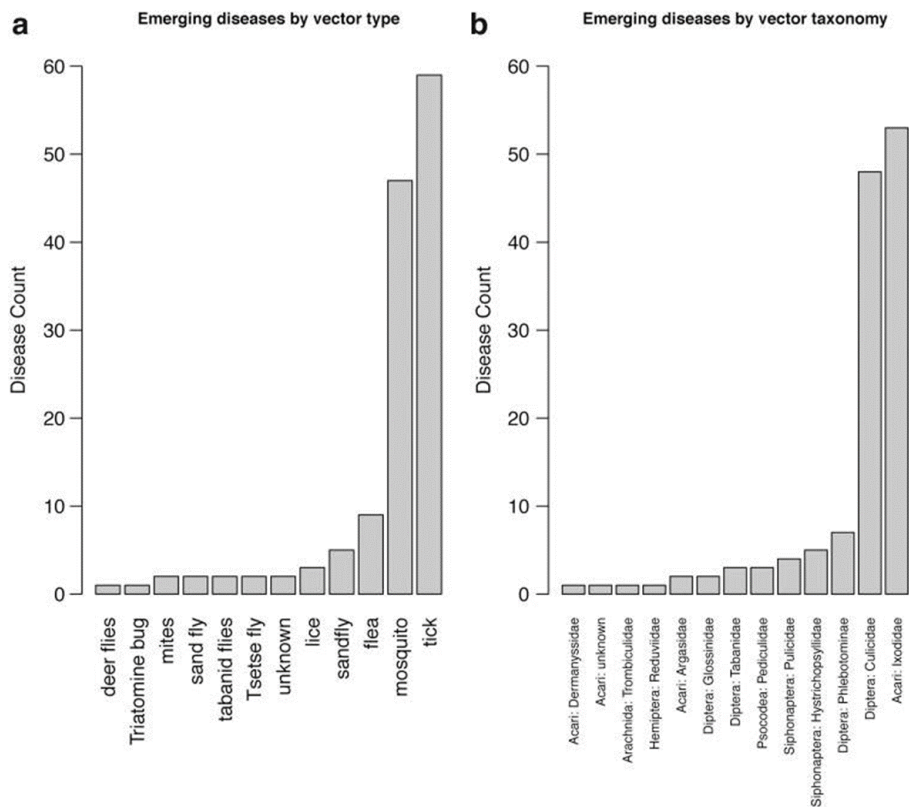 a
Emerging diseases by vector type
60
50
40
30
20
10
0
Disease Count
deer flies
Triatomine bug
mites
sand fly
tabanid flies
Tsetse fly
unknown
lice
sandfly
flea
mosquito
tick
b
Emerging diseases by vector taxonomy
60
50
40
30
20
10
0
Disease Count
Acari: Dermanyssidae
Acari: unknown
Arachnida: Trombiculidae
Hemiptera: Reduviidae
Acari: Argasidae
Diptera: Glossinidae
Diptera: Tabanidae
Psocodea: Pediculidae
Siphonaptera: Pulicidae
Siphonaptera: Hystrichopsyllidae
Diptera: Phlebotominae
Diptera: Culicidae
Acari: Ixodidae